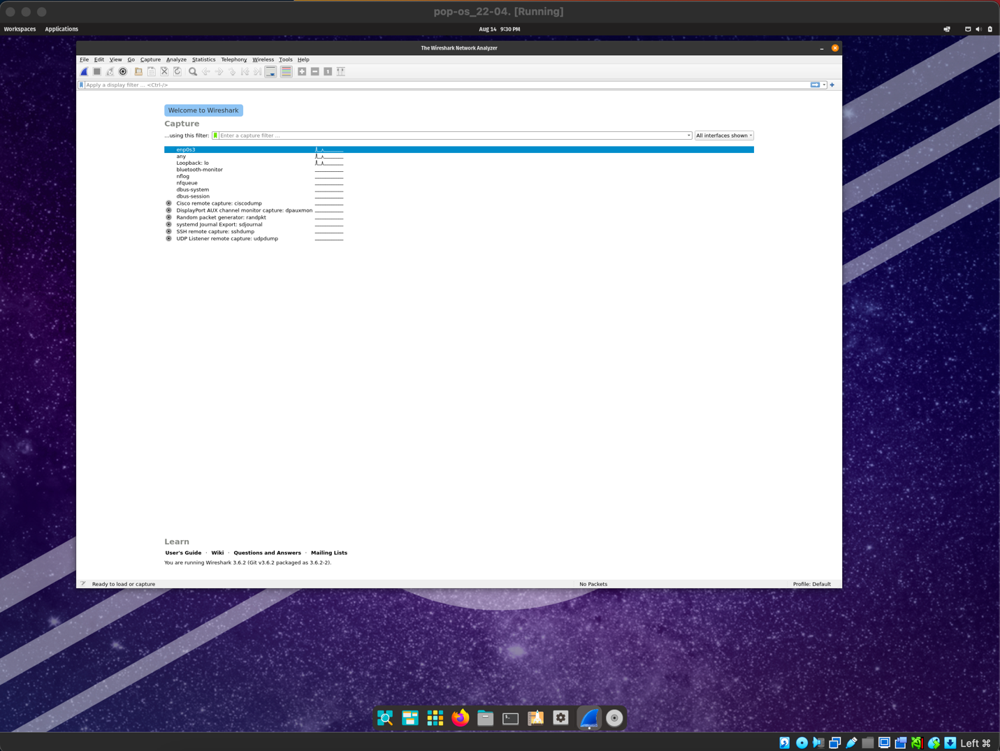 pop-os_22-04. [Running]
Workspaces Applications Aug 14 9:30 PM
The Wireshark Network Analyzer
File Edit View Go Capture Analyze Statistics Telephony Wireless Tools Help
Apply a display filter ... <Ctrl-/>
Welcome to Wireshark
Capture
...using this filter: Enter a capture filter ... All interfaces shown
enp0s3
any
Loopback: lo
bluetooth-monitor
nflog
nfqueue
dbus-system
dbus-session
Cisco remote capture: ciscodump
DisplayPort AUX channel monitor capture: dpauxmon
Random packet generator: randpkt
systemd Journal Export: sdjournal
SSH remote capture: sshdump
UDP Listener remote capture: udpdump
Learn
User's Guide · Wiki · Questions and Answers · Mailing Lists
You are running Wireshark 3.6.2 (Git v3.6.2 packaged as 3.6.2-2).
Ready to load or capture No Packets Profile: Default
Left ⌘